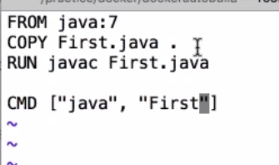 FROM java:7
COPY First.java .
RUN javac First.java
CMD ["java", "First"]
~
~
~